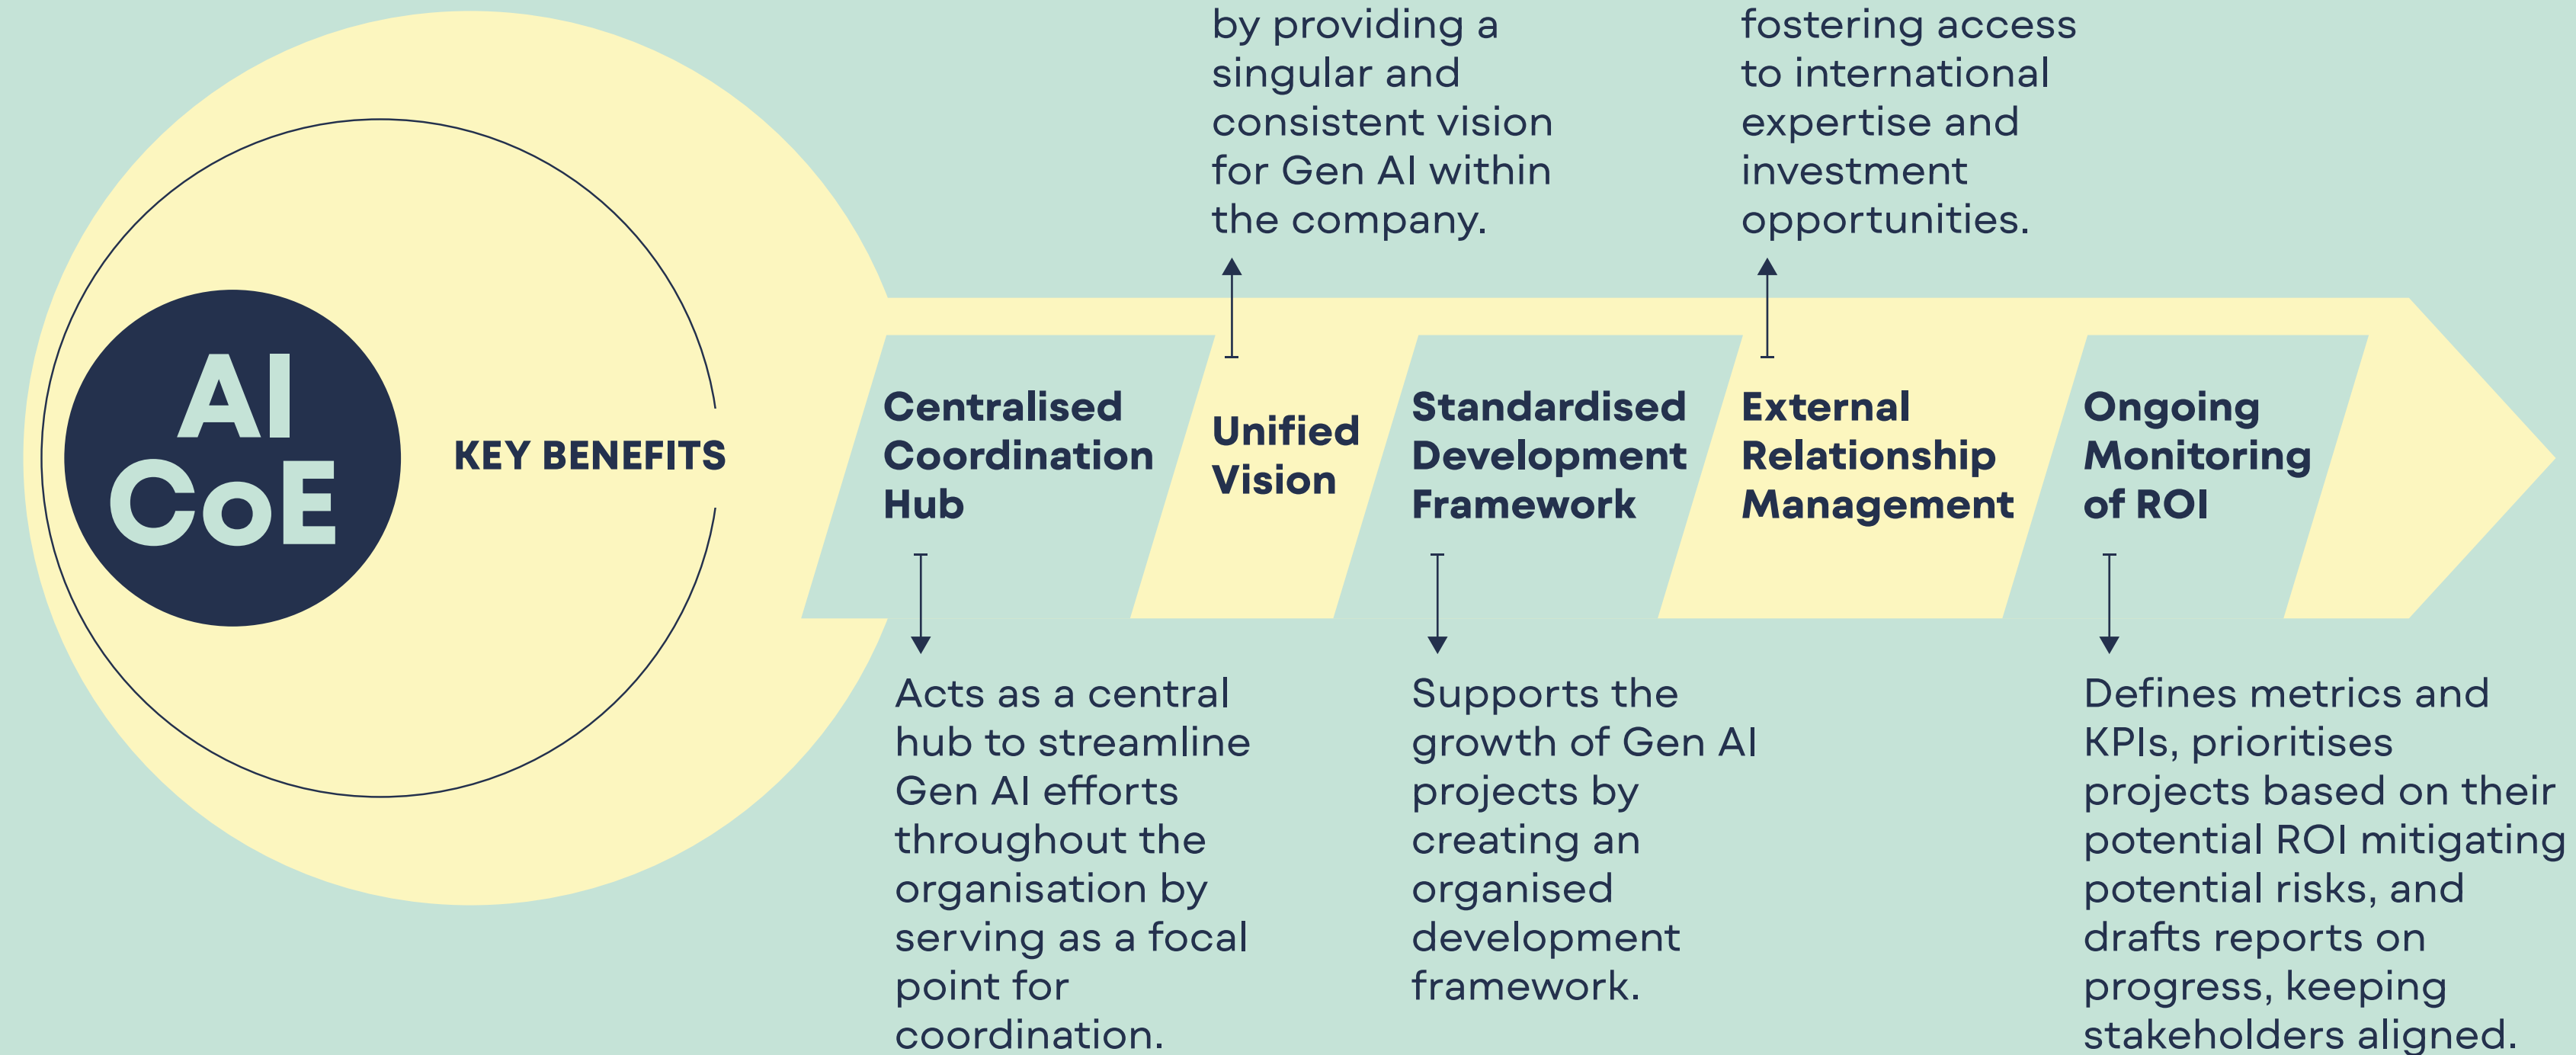 by providing a
singular and
consistent vision
for Gen AI within
the company.
fostering access
to international
expertise and
investment
opportunities.
AI
CoE
KEY BENEFITS
Centralised
Coordination
Hub
Unified
Vision
Standardised
Development
Framework
External
Relationship
Management
Ongoing
Monitoring
of ROI
Acts as a central
hub to streamline
Gen AI efforts
throughout the
organisation by
serving as a focal
point for
coordination.
Supports the
growth of Gen AI
projects by
creating an
organised
development
framework.
Defines metrics and
KPIs, prioritises
projects based on their
potential ROI mitigating
potential risks, and
drafts reports on
progress, keeping
stakeholders aligned.